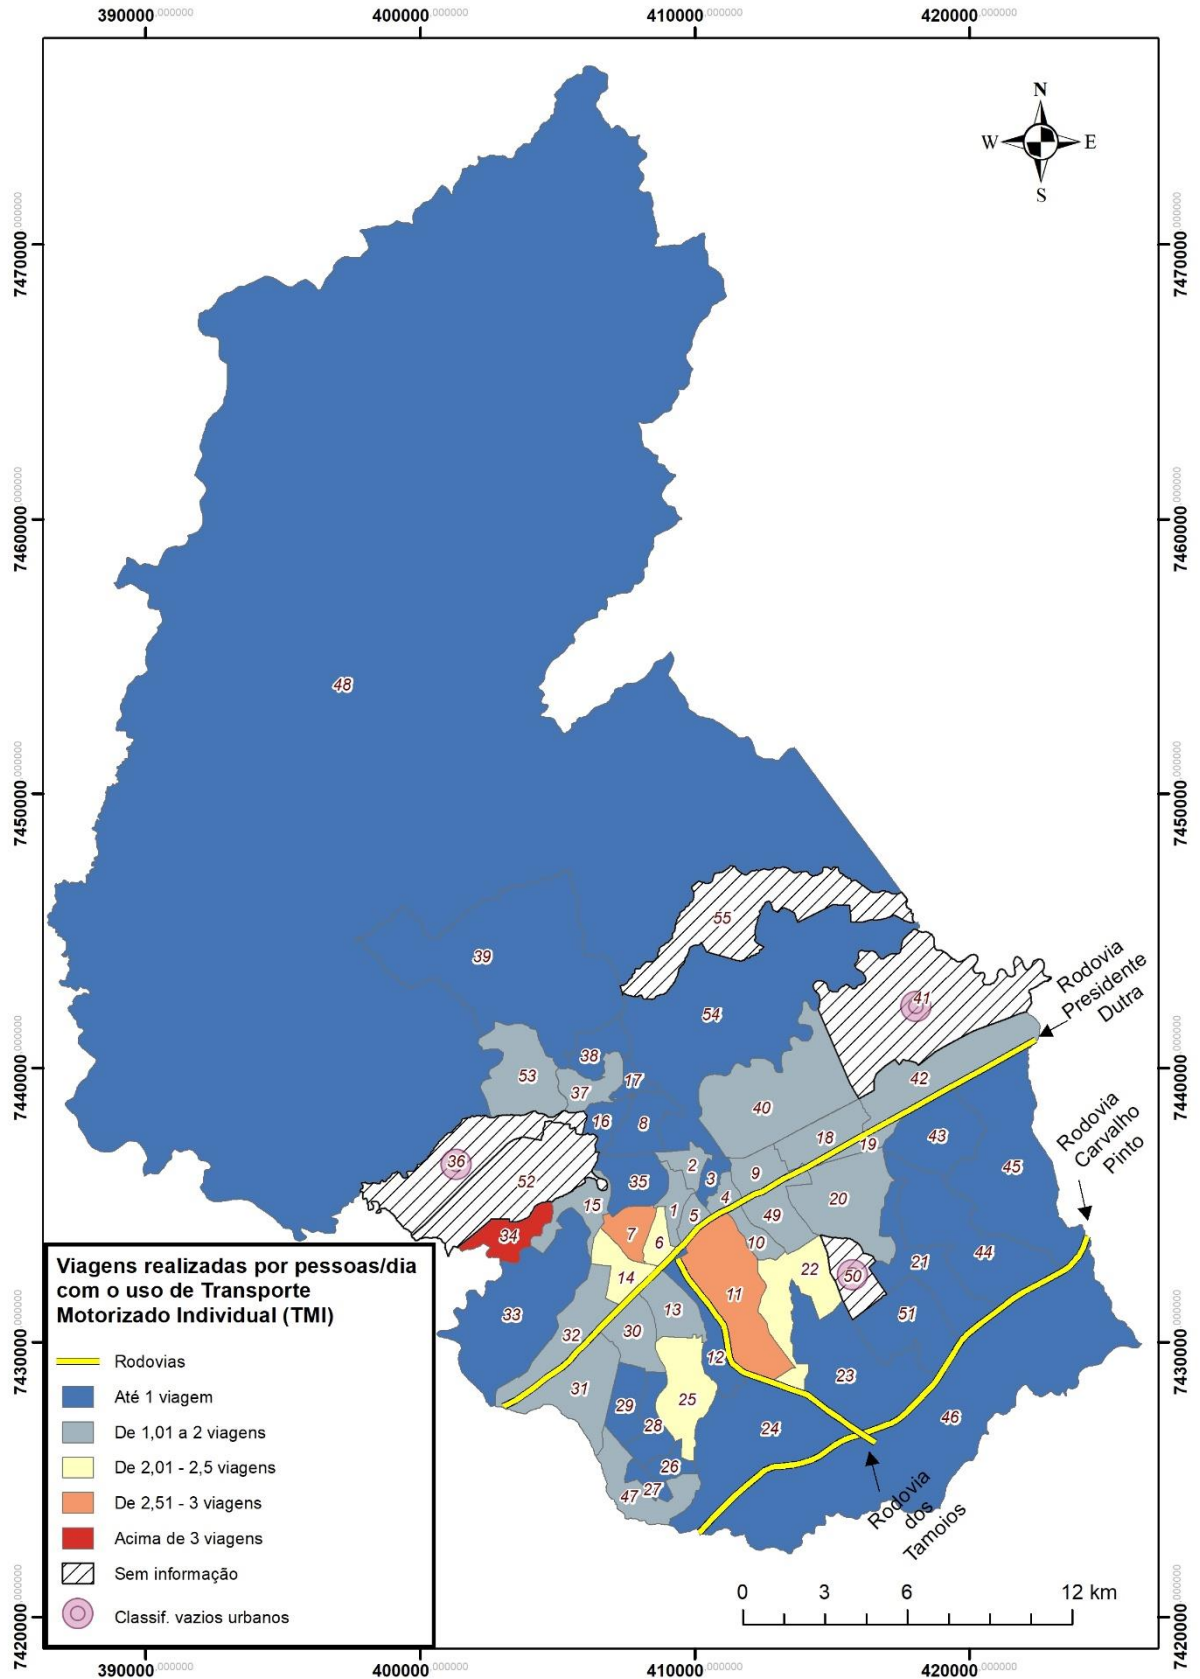 390000,000000 400000,000000 410000,000000 420000,000000
N
W E
S
7470000,000000 7470000,000000
7460000,000000 7460000,000000
48
7450000,000000 7450000,000000
55
39
41
Rodovia
Presidente
Dutra
54
38
7440000,000000 7440000,000000
53
17
42
37
40
16
8
18
19
43
Rodovia
Carvalho
Pinto
36
2
9
45
52
35
3
4
20
15
1
5
49
34
7
6
10
44
21
22
50
14
11
33
13
51
32
30
12
7430000,000000 7430000,000000
23
31
25
29
28
24
46
26
27
47
Rodovia
dos
Tamoios
Viagens realizadas por pessoas/dia
com o uso de Transporte
Motorizado Individual (TMI)
Rodovias
Até 1 viagem
De 1,01 a 2 viagens
De 2,01 - 2,5 viagens
De 2,51 - 3 viagens
Acima de 3 viagens
Sem informação
Classif. vazios urbanos
0 3 6 12 km
7420000,000000 7420000,000000
390000,000000 400000,000000 410000,000000 420000,000000